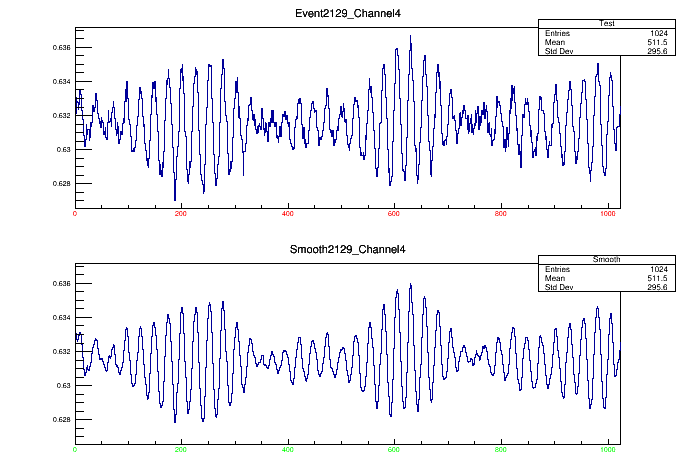 Event2129_Channel4
Test
Entries 1024
Mean 511.5
Std Dev 295.6
0.636
0.634
0.632
0.63
0.628
0 200 400 600 800 1000
Smooth2129_Channel4
Smooth
Entries 1024
Mean 511.5
Std Dev 295.6
0.636
0.634
0.632
0.63
0.628
0 200 400 600 800 1000